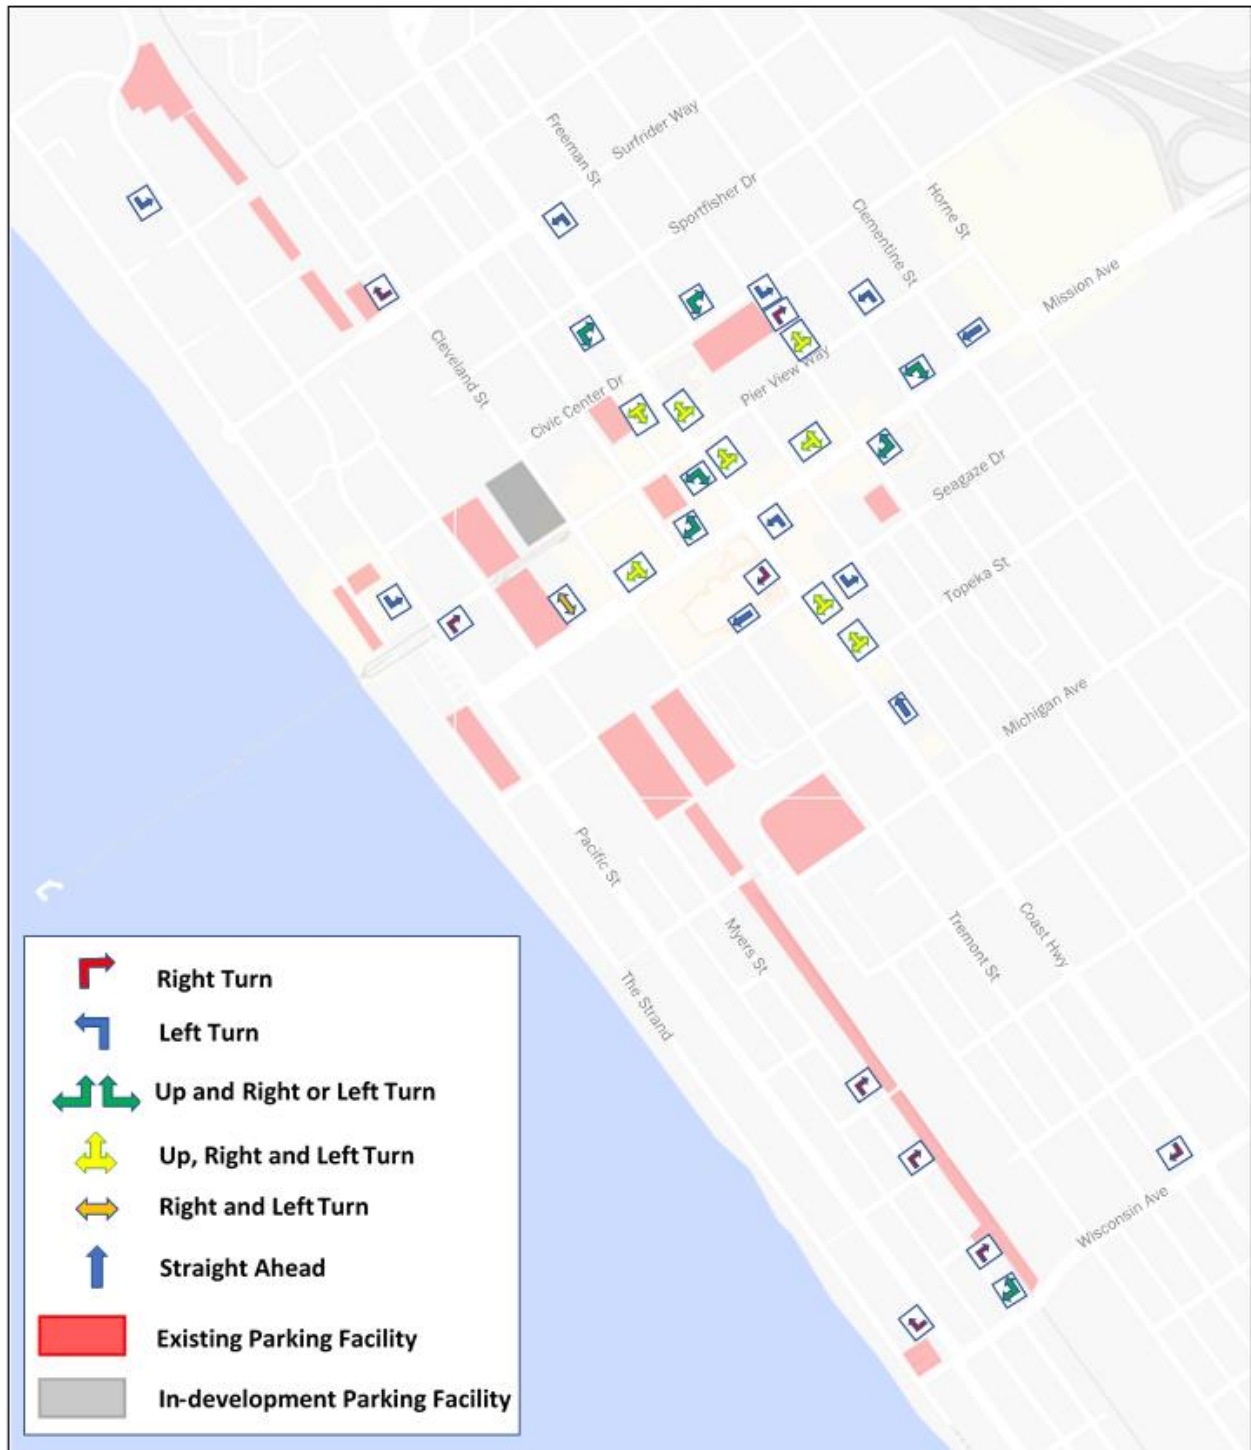 Freeman St
Surfrider Way
Sportfisher Dr
Clementine St
Horne St
Mission Ave
Cleveland St
Civic Center Dr
Pier View Way
Seagaze Dr
Topeka St
Michigan Ave
Pacific St
Myers St
The Strand
Tremont St
Coast Hwy
Wisconsin Ave
Right Turn
Left Turn
Up and Right or Left Turn
Up, Right and Left Turn
Right and Left Turn
Straight Ahead
Existing Parking Facility
In-development Parking Facility